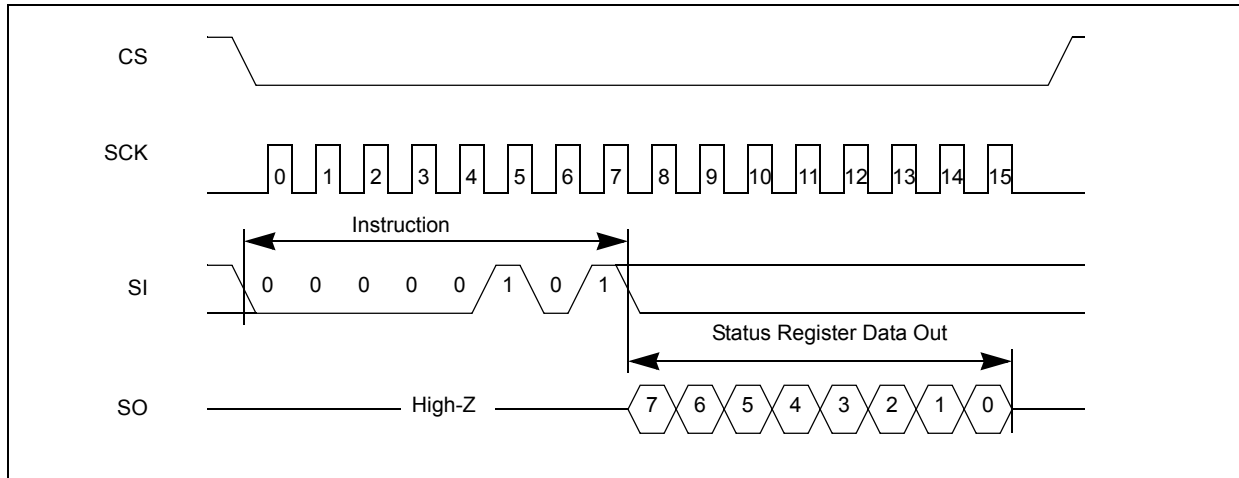 CS
SCK
0 1 2 3 4 5 6 7 8 9 10 11 12 13 14 15
Instruction
SI 0 0 0 0 0 1 0 1
Status Register Data Out
SO High-Z 7 6 5 4 3 2 1 0